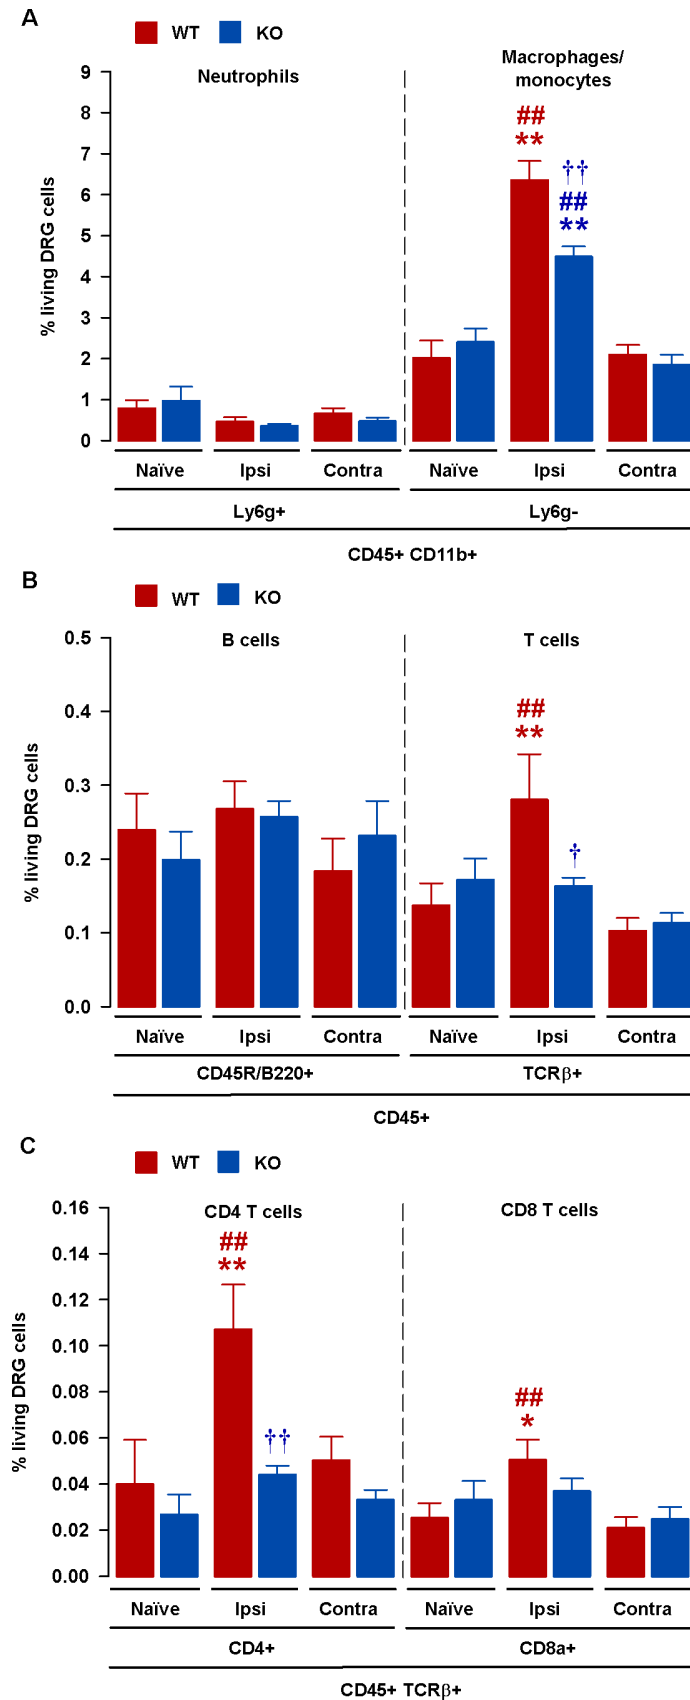 A
WT KO
Neutrophils
Macrophages/
monocytes
% living DRG cells
9
8
7
6
5
4
3
2
1
0
##
**
††
##
**
Naïve Ipsi Contra Naïve Ipsi Contra
Ly6g+ Ly6g-
CD45+ CD11b+
B
WT KO
B cells T cells
% living DRG cells
0.5
0.4
0.3
0.2
0.1
0.0
##
**
†
Naïve Ipsi Contra Naïve Ipsi Contra
CD45R/B220+ TCRβ+
CD45+
C
WT KO
CD4 T cells CD8 T cells
% living DRG cells
0.16
0.14
0.12
0.10
0.08
0.06
0.04
0.02
0.00
##
**
††
##
*
Naïve Ipsi Contra Naïve Ipsi Contra
CD4+ CD8a+
CD45+ TCRβ+